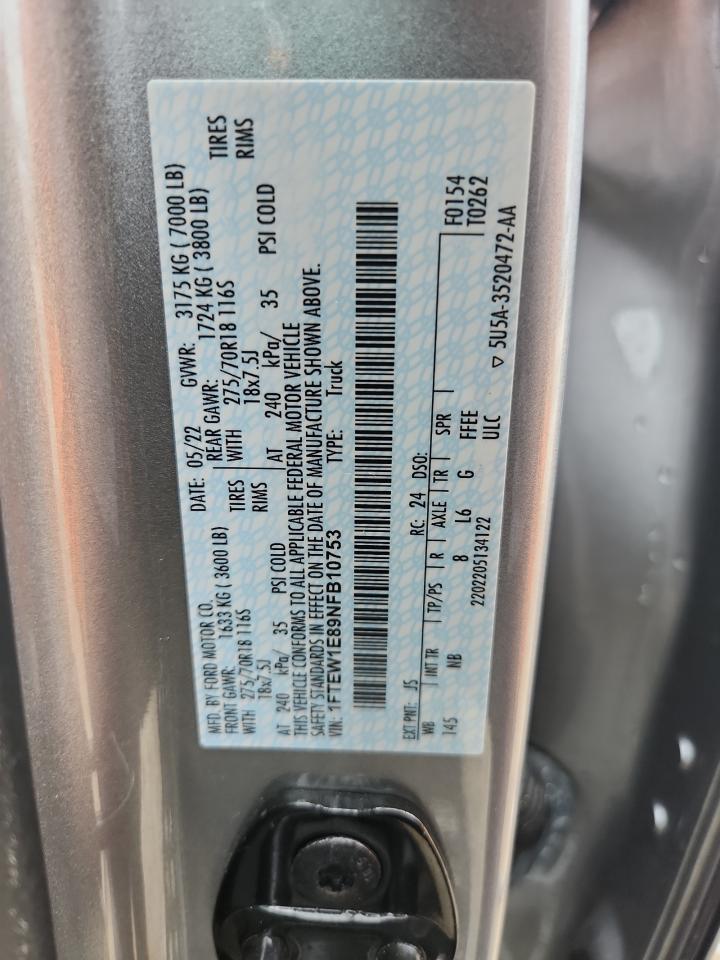 MFD. BY FORD MOTOR CO. DATE: 05/22 GVWR: 3175 KG ( 7000 LB)
FRONT GAWR: 1633 KG ( 3600 LB) REAR GAWR: 1724 KG ( 3800 LB)
WITH 275/70R18 116S TIRES WITH 275/70R18 116S TIRES
18x7.5J RIMS 18x7.5J RIMS
AT 240 kPa/ 35 PSI COLD AT 240 kPa/ 35 PSI COLD
THIS VEHICLE CONFORMS TO ALL APPLICABLE FEDERAL MOTOR VEHICLE
SAFETY STANDARDS IN EFFECT ON THE DATE OF MANUFACTURE SHOWN ABOVE.
VIN: 1FTEW1E89NFB10753 TYPE: Truck
EXT PNT: JS RC: 24 DSO: F0154
WB INT TR TP/PS R AXLE TR SPR T0262
145 NB 8 L6 G FFEE
2202205134122 ULC ▽ 5U5A-3520472-AA